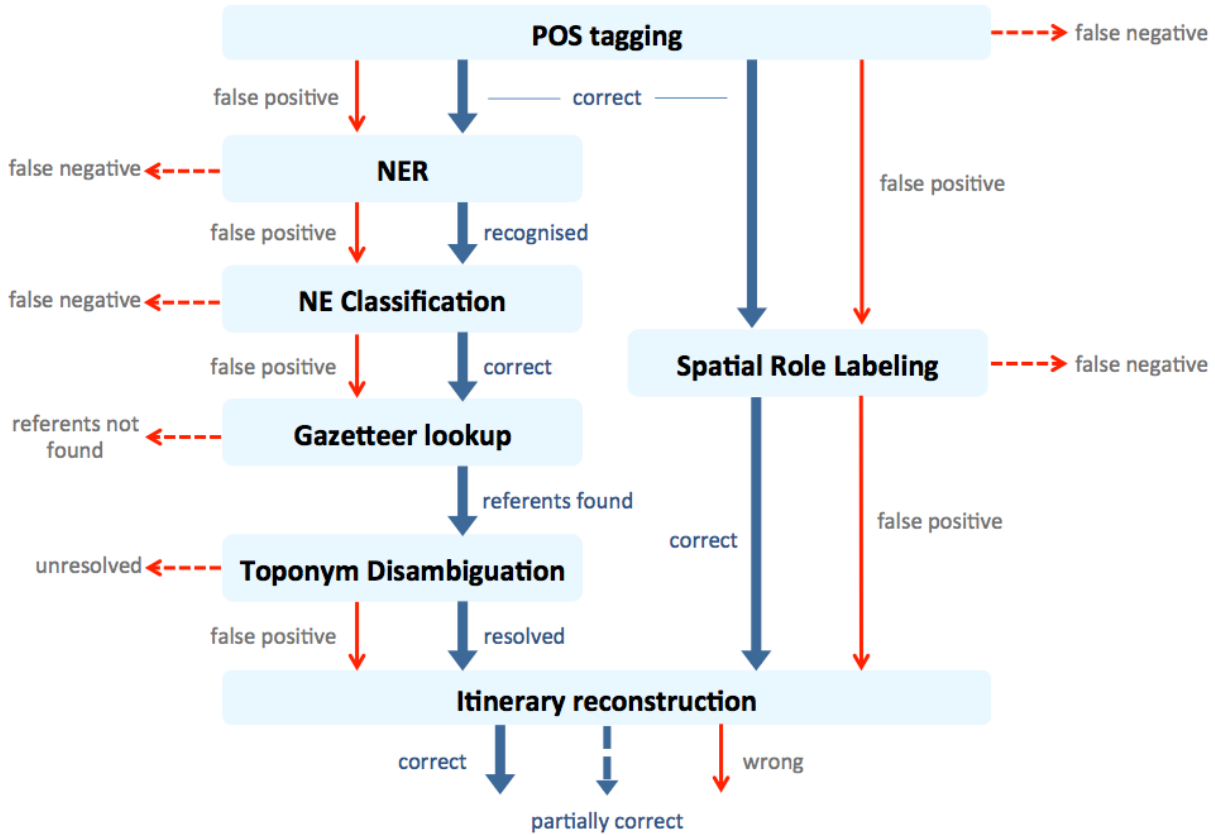 POS tagging
false negative
false positive
correct
NER
false negative
false positive
false positive
recognised
NE Classification
false negative
false positive
correct
Spatial Role Labeling
false negative
referents not
found
Gazetteer lookup
referents found
false positive
correct
unresolved
Toponym Disambiguation
false positive
resolved
Itinerary reconstruction
correct
wrong
partially correct